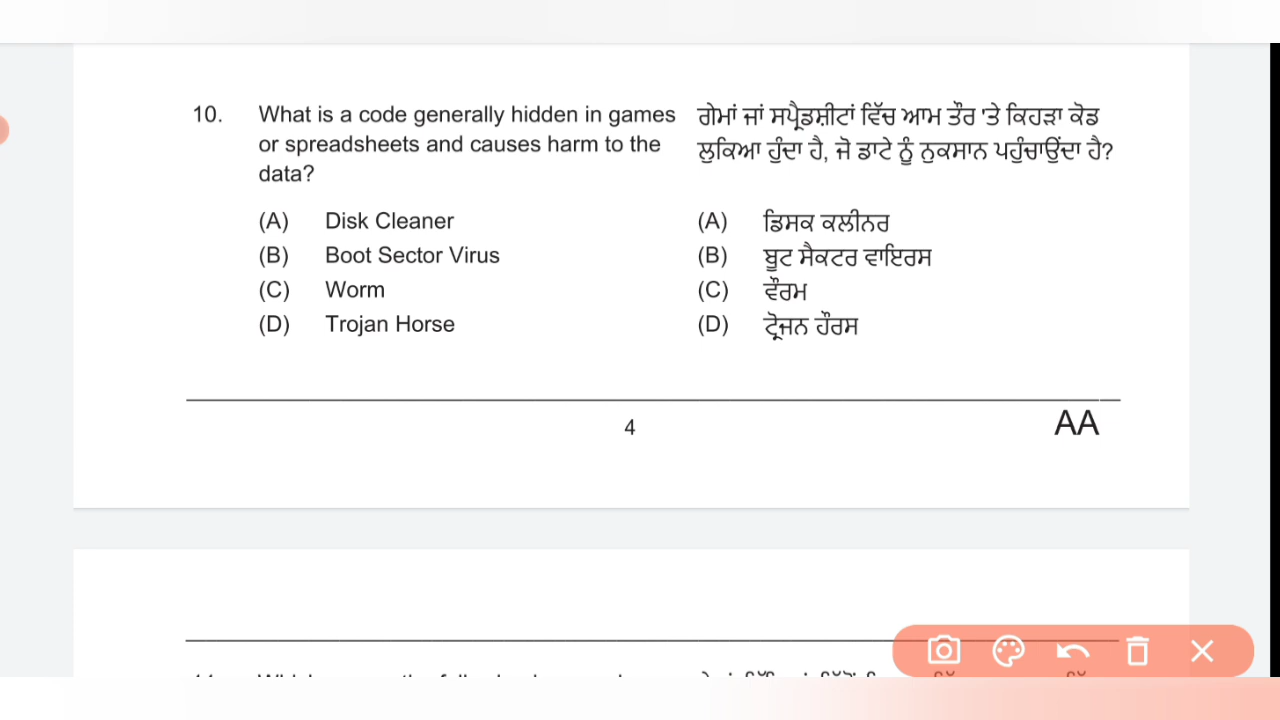 10. What is a code generally hidden in games
or spreadsheets and causes harm to the
data?
(A) Disk Cleaner
(B) Boot Sector Virus
(C) Worm
(D) Trojan Horse
ਗੇਮਾਂ ਜਾਂ ਸਪ੍ਰੈਡਸ਼ੀਟਾਂ ਵਿੱਚ ਆਮ ਤੌਰ 'ਤੇ ਕਿਹੜਾ ਕੋਡ
ਲੁਕਿਆ ਹੁੰਦਾ ਹੈ, ਜੋ ਡਾਟੇ ਨੂੰ ਨੁਕਸਾਨ ਪਹੁੰਚਾਉਂਦਾ ਹੈ?
(A) ਡਿਸਕ ਕਲੀਨਰ
(B) ਬੂਟ ਸੈਕਟਰ ਵਾਇਰਸ
(C) ਵੌਰਮ
(D) ਟ੍ਰੋਜਨ ਹੌਰਸ
4
AA